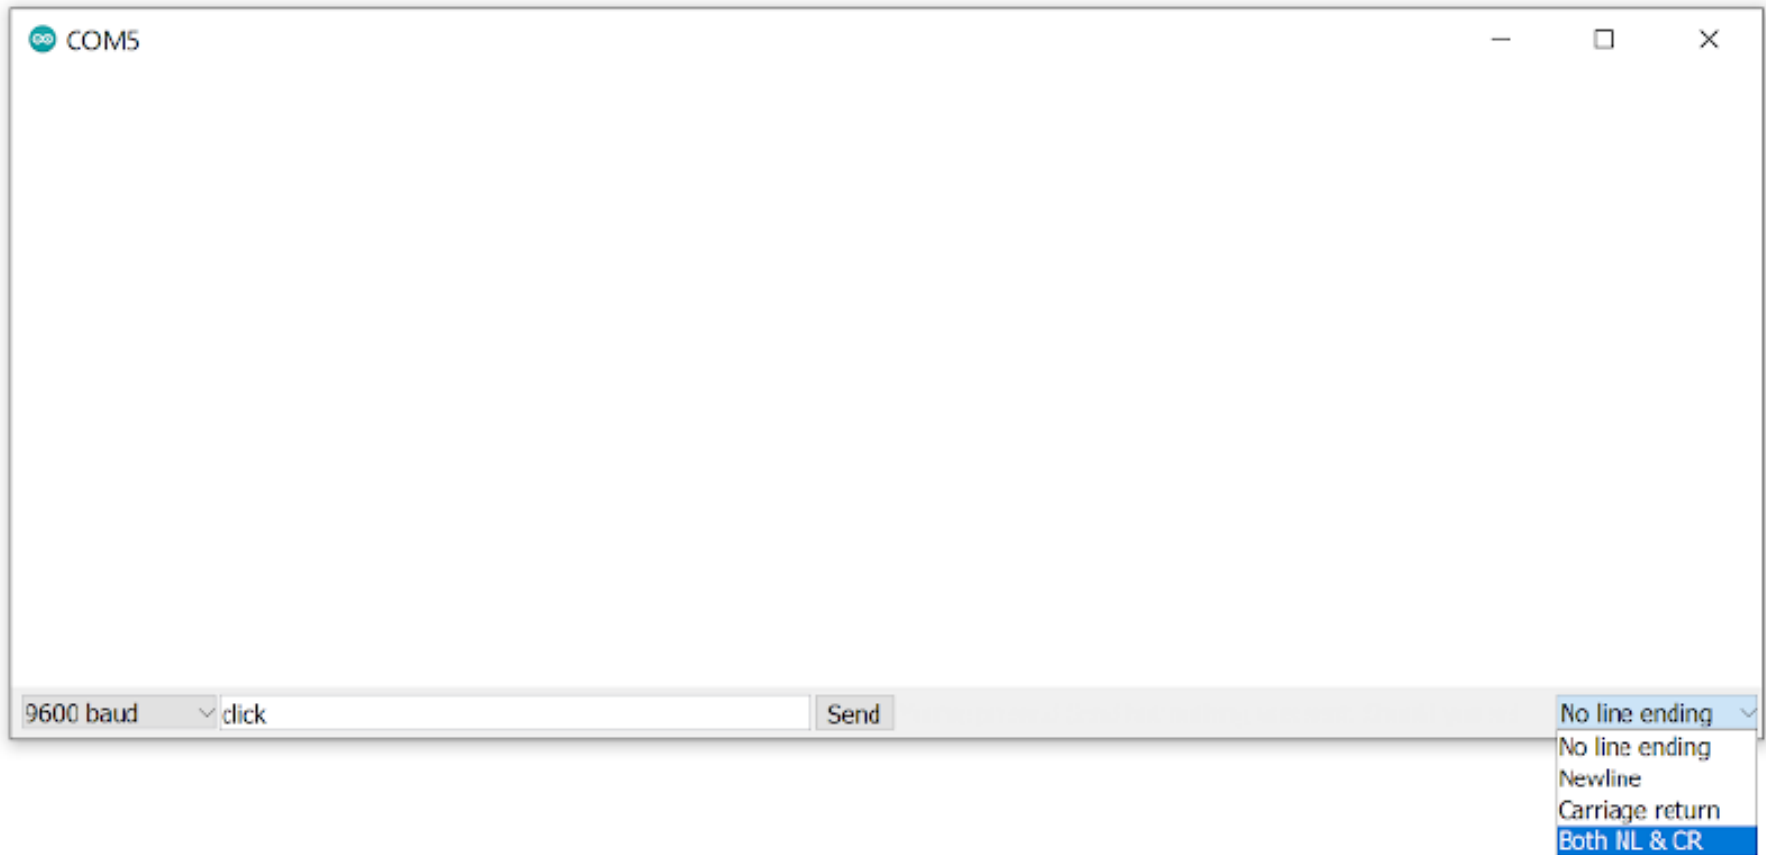 COM5
9600 baud click Send No line ending
No line ending
Newline
Carriage return
Both NL & CR